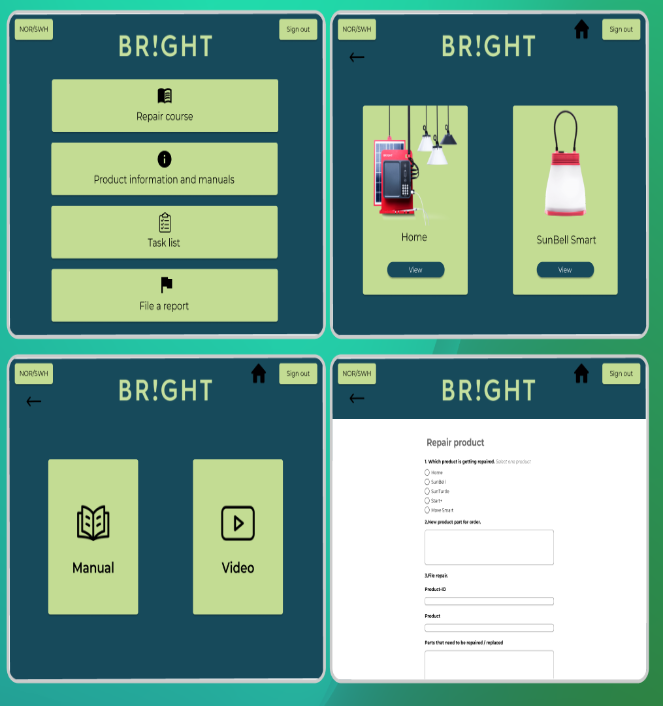 NOR/SWH
BR!GHT
Sign out
Repair course
Product information and manuals
Task list
File a report
NOR/SWH
BR!GHT
Sign out
Home
View
SunBell Smart
View
NOR/SWH
BR!GHT
Sign out
Manual
Video
NOR/SWH
BR!GHT
Sign out
Repair product
1. Which product is getting repaired. Select one product
Home
SunBell
SunTurtle
Start+
Move Smart
2.New product part for order.
3.File repair.
Product-ID
Product
Parts that need to be repaired / replaced